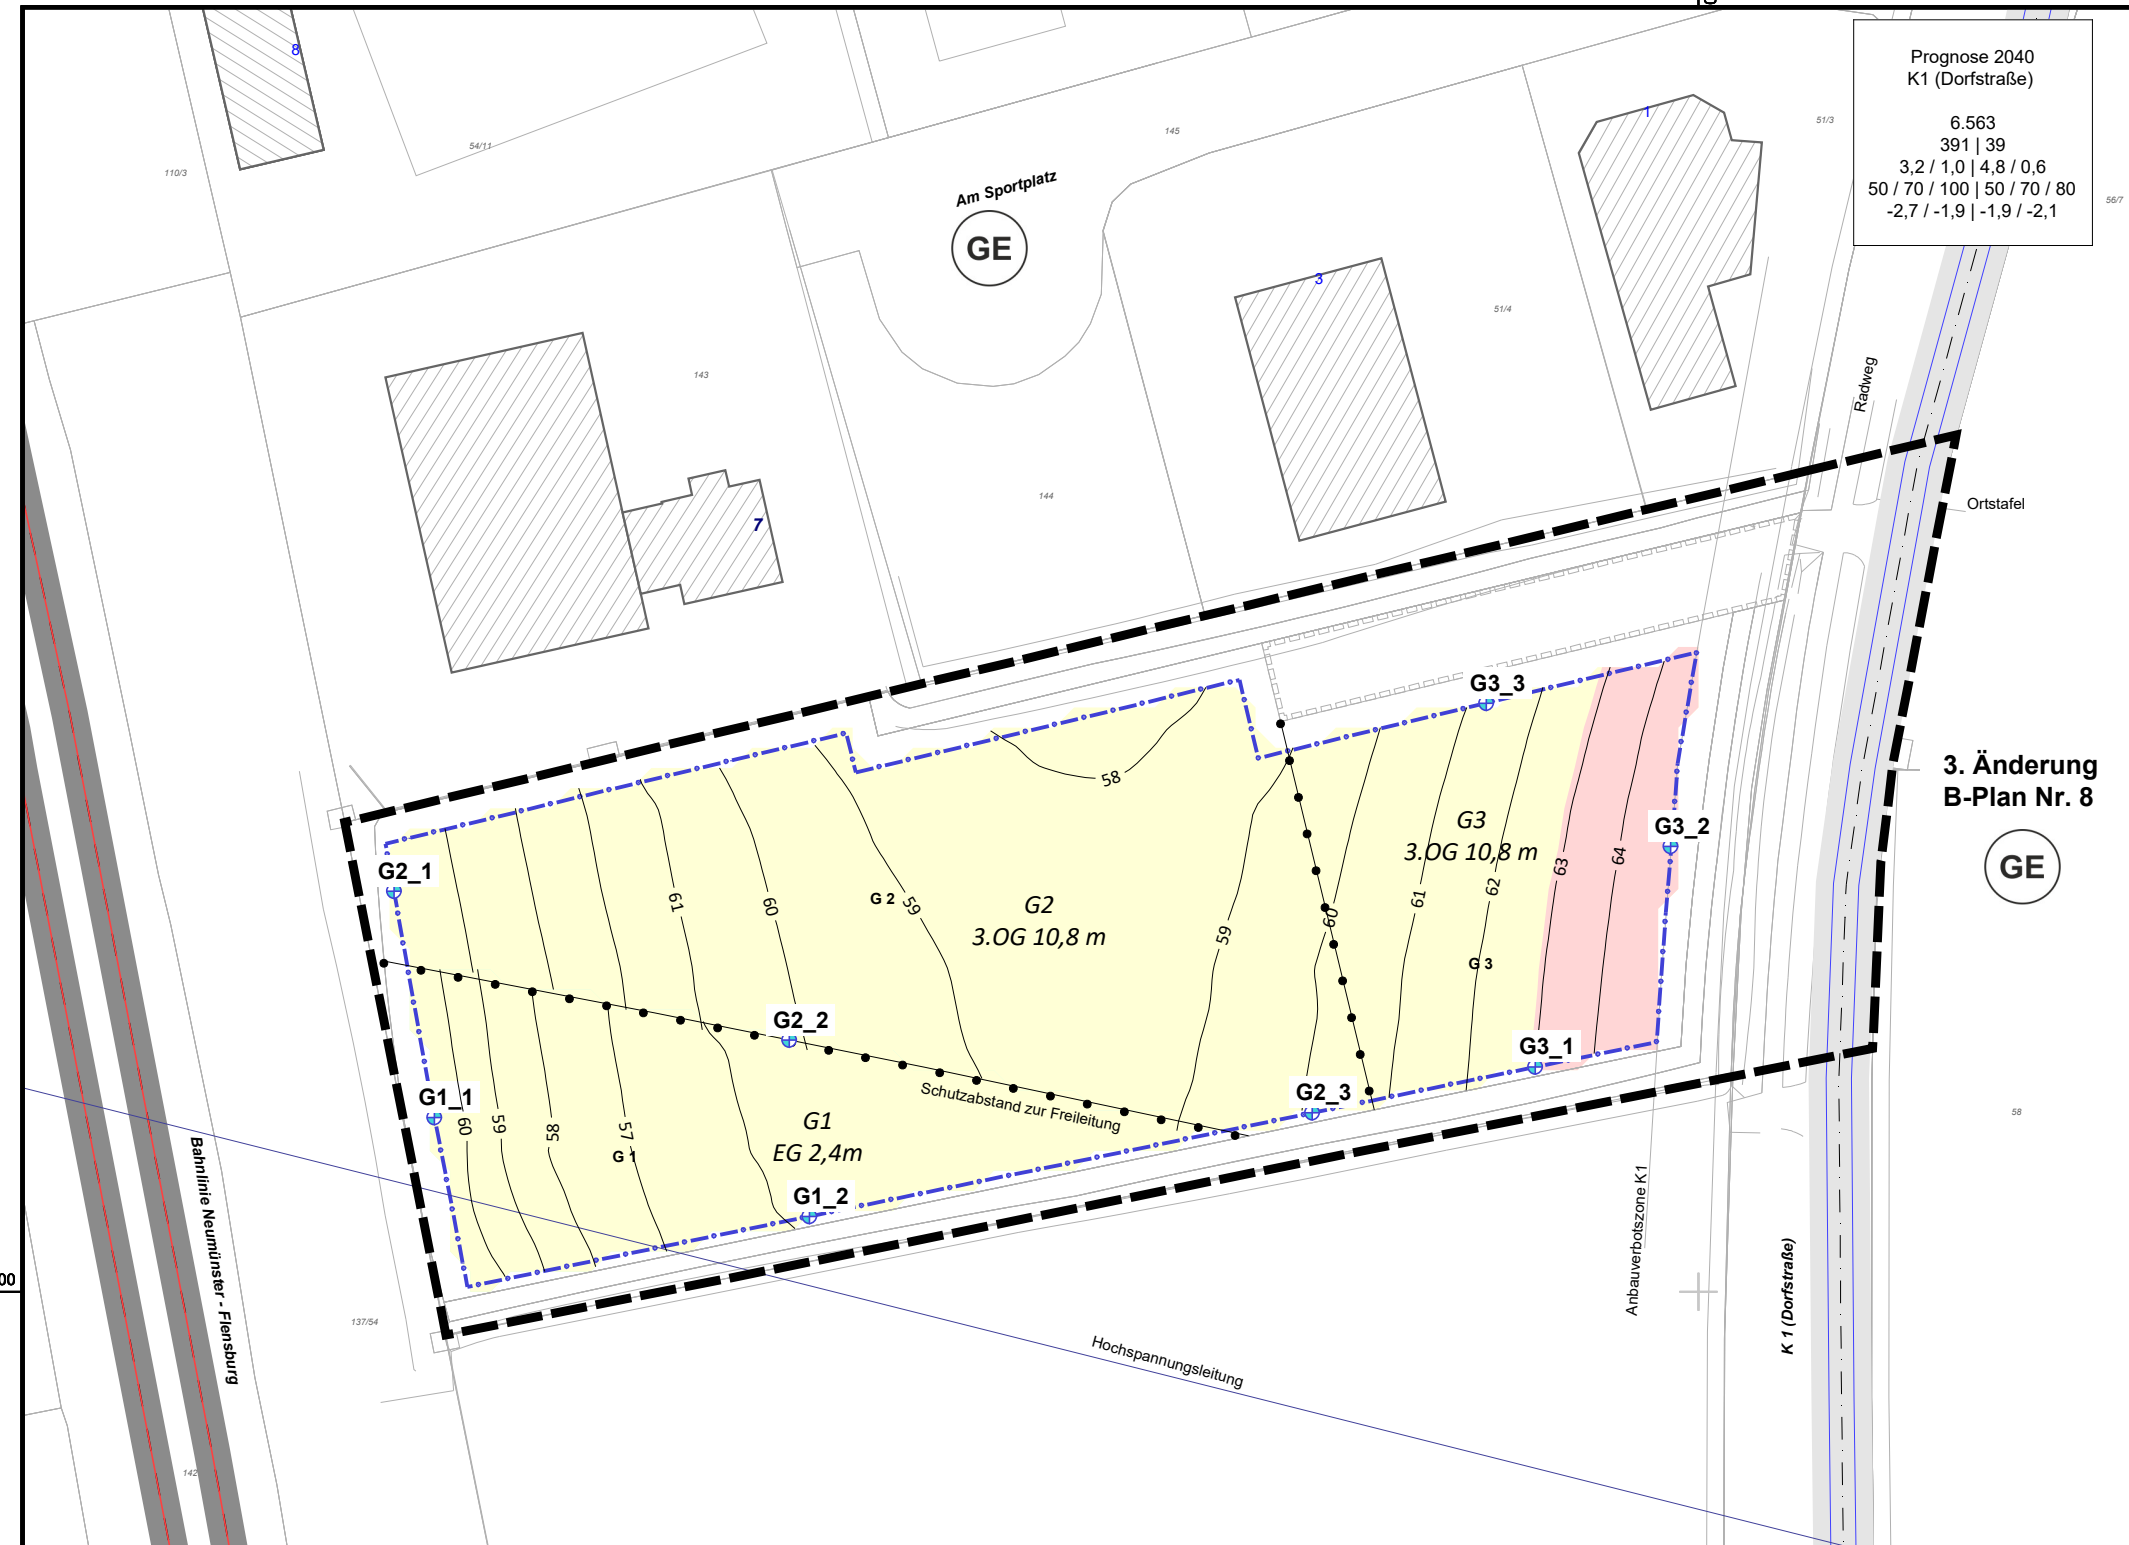 8
Prognose 2040
K1 (Dorfstraße)
6.563
391 | 39
3,2 / 1,0 | 4,8 / 0,6
50 / 70 / 100 | 50 / 70 / 80
-2,7 / -1,9 | -1,9 / -2,1
1
51/3
145
54/11
110/3
56/7
Am Sportplatz
GE
3
51/4
143
Radweg
144
7
Ortstafel
G3_3
58
3. Änderung
B-Plan Nr. 8
GE
G3
3.OG 10,8 m
G3_2
63
64
G2_1
61
60
G 2
59
G2
3.OG 10,8 m
59
60
61
62
G 3
G2_2
G3_1
Schutzabstand zur Freileitung
G2_3
G1_1
60
59
58
57
G 1
G1
EG 2,4m
G1_2
58
Bahnlinie Neumünster - Flensburg
Anbauverbotszone K1
K 1 (Dorfstraße)
00
137/54
Hochspannungsleitung
142